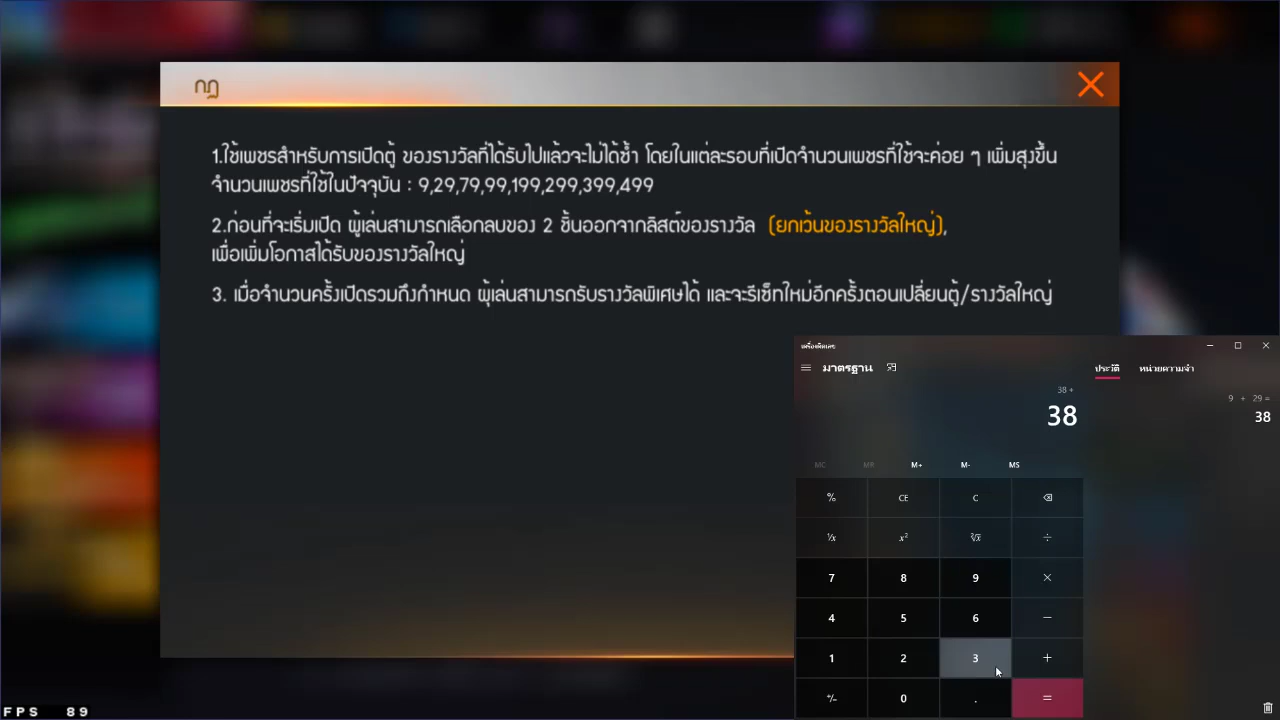 กฎ
1.ใช้เพชรสำหรับการเปิดตู้ ของรางวัลที่ได้รับไปแล้วจะไม่ได้ซ้ำ โดยในแต่ละรอบที่เปิดจำนวนเพชรที่ใช้จะค่อย ๆ เพิ่มสูงขึ้น
จำนวนเพชรที่ใช้ในปัจจุบัน : 9,29,79,99,199,299,399,499
2.ก่อนที่จะเริ่มเปิด ผู้เล่นสามารถเลือกลบของ 2 ชิ้นออกจากลิสต์ของรางวัล (ยกเว้นของรางวัลใหญ่),
เพื่อเพิ่มโอกาสได้รับของรางวัลใหญ่
3. เมื่อจำนวนครั้งเปิดรวมถึงกำหนด ผู้เล่นสามารถรับรางวัลพิเศษได้ และจะรีเซ็ทใหม่อีกครั้งตอนเปลี่ยนตู้/รางวัลใหญ่
เครื่องคิดเลข
มาตรฐาน
ประวัติ หน่วยความจำ
38 +
38
9 + 29 =
38
MC MR M+ M- MS
% CE C ⌫
¹/x x² ²√x ÷
7 8 9 ×
4 5 6 −
1 2 3 +
+/- 0 . =
FPS 89